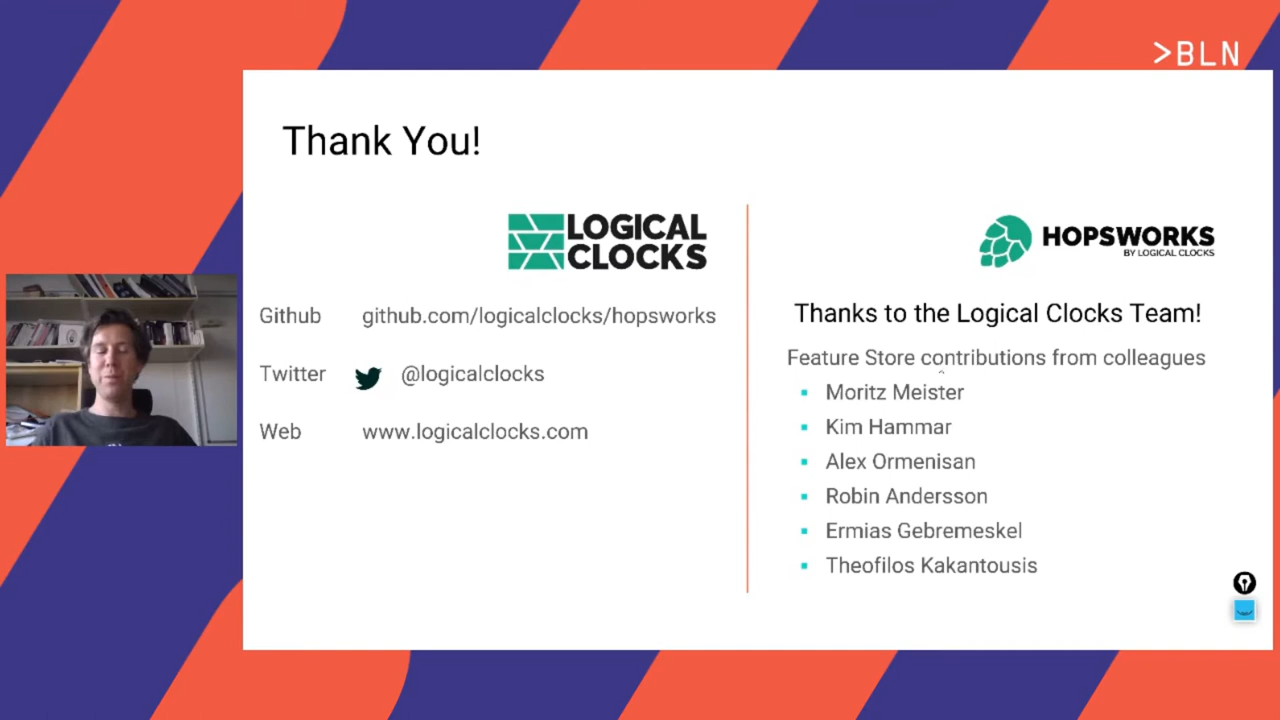 >BLN
Thank You!
LOGICAL
CLOCKS
Github github.com/logicalclocks/hopsworks
Twitter @logicalclocks
Web www.logicalclocks.com
HOPSWORKS
BY LOGICAL CLOCKS
Thanks to the Logical Clocks Team!
Feature Store contributions from colleagues
▪ Moritz Meister
▪ Kim Hammar
▪ Alex Ormenisan
▪ Robin Andersson
▪ Ermias Gebremeskel
▪ Theofilos Kakantousis